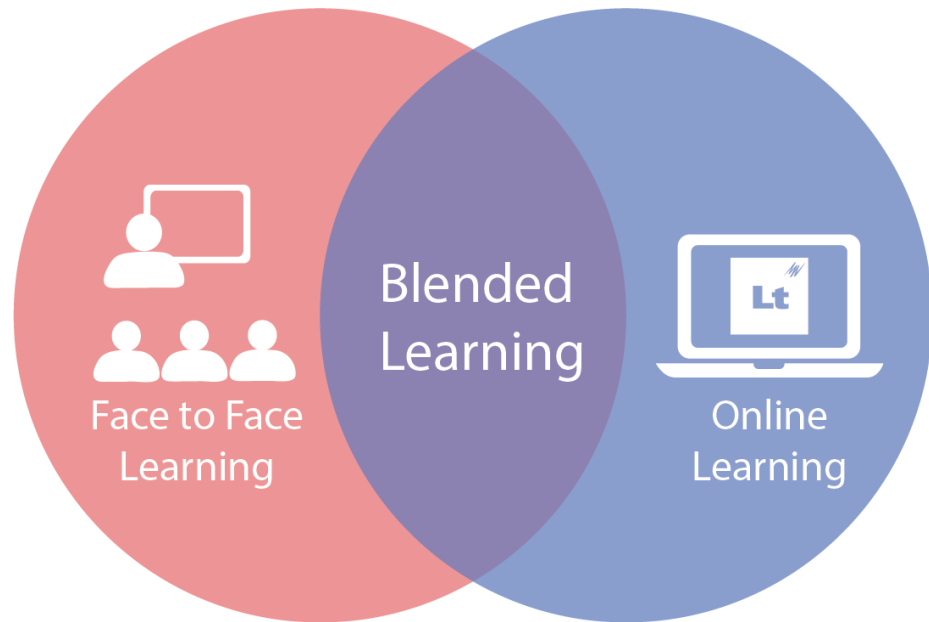 Face to Face
Learning
Blended
Learning
Lt
Online
Learning